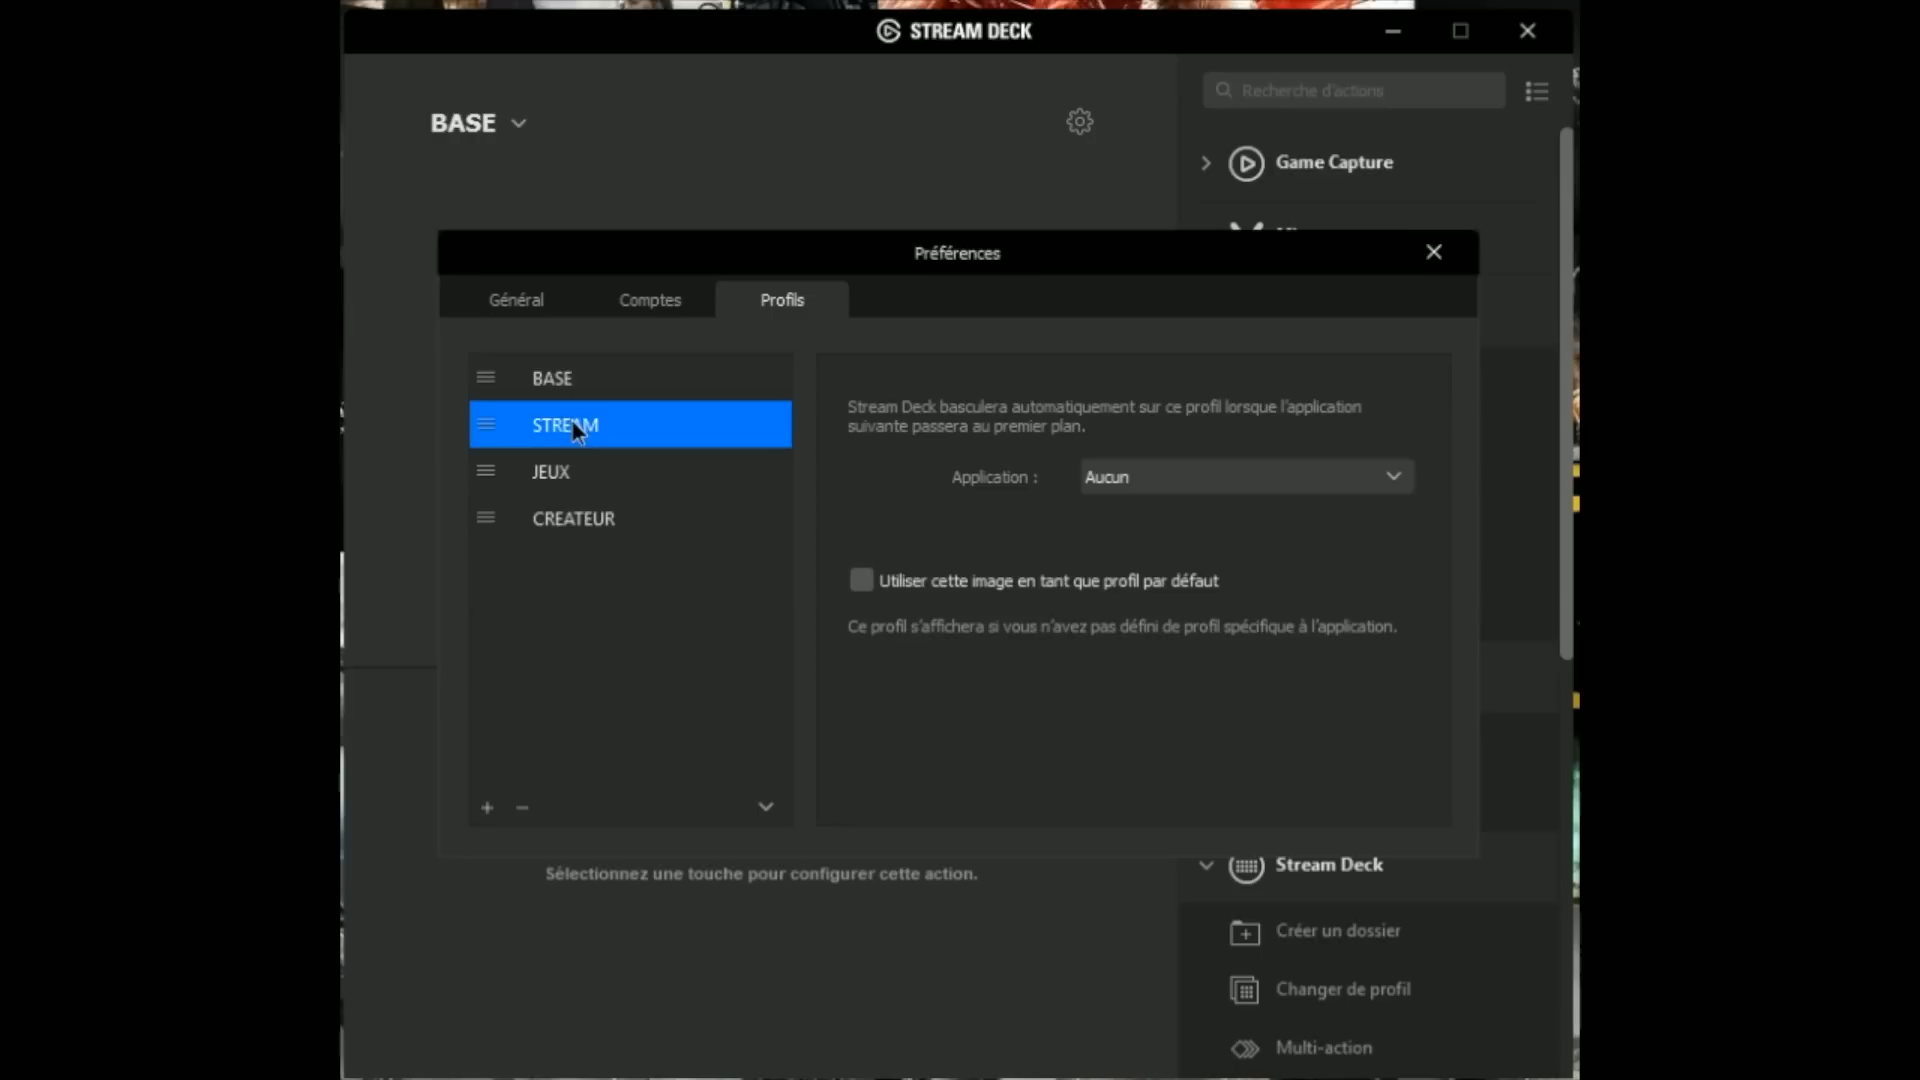 STREAM DECK
BASE
Recherche d'actions
Game Capture
Préférences
Général
Comptes
Profils
BASE
STREAM
JEUX
CREATEUR
Stream Deck basculera automatiquement sur ce profil lorsque l'application
suivante passera au premier plan.
Application :
Aucun
Utiliser cette image en tant que profil par défaut
Ce profil s'affichera si vous n'avez pas défini de profil spécifique à l'application.
Stream Deck
Sélectionnez une touche pour configurer cette action.
Créer un dossier
Changer de profil
Multi-action